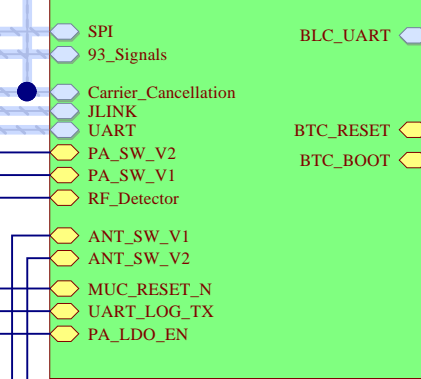 SPI
BLC_UART
93_Signals
Carrier_Cancellation
JLINK
UART
BTC_RESET
PA_SW_V2
BTC_BOOT
PA_SW_V1
RF_Detector
ANT_SW_V1
ANT_SW_V2
MUC_RESET_N
UART_LOG_TX
PA_LDO_EN